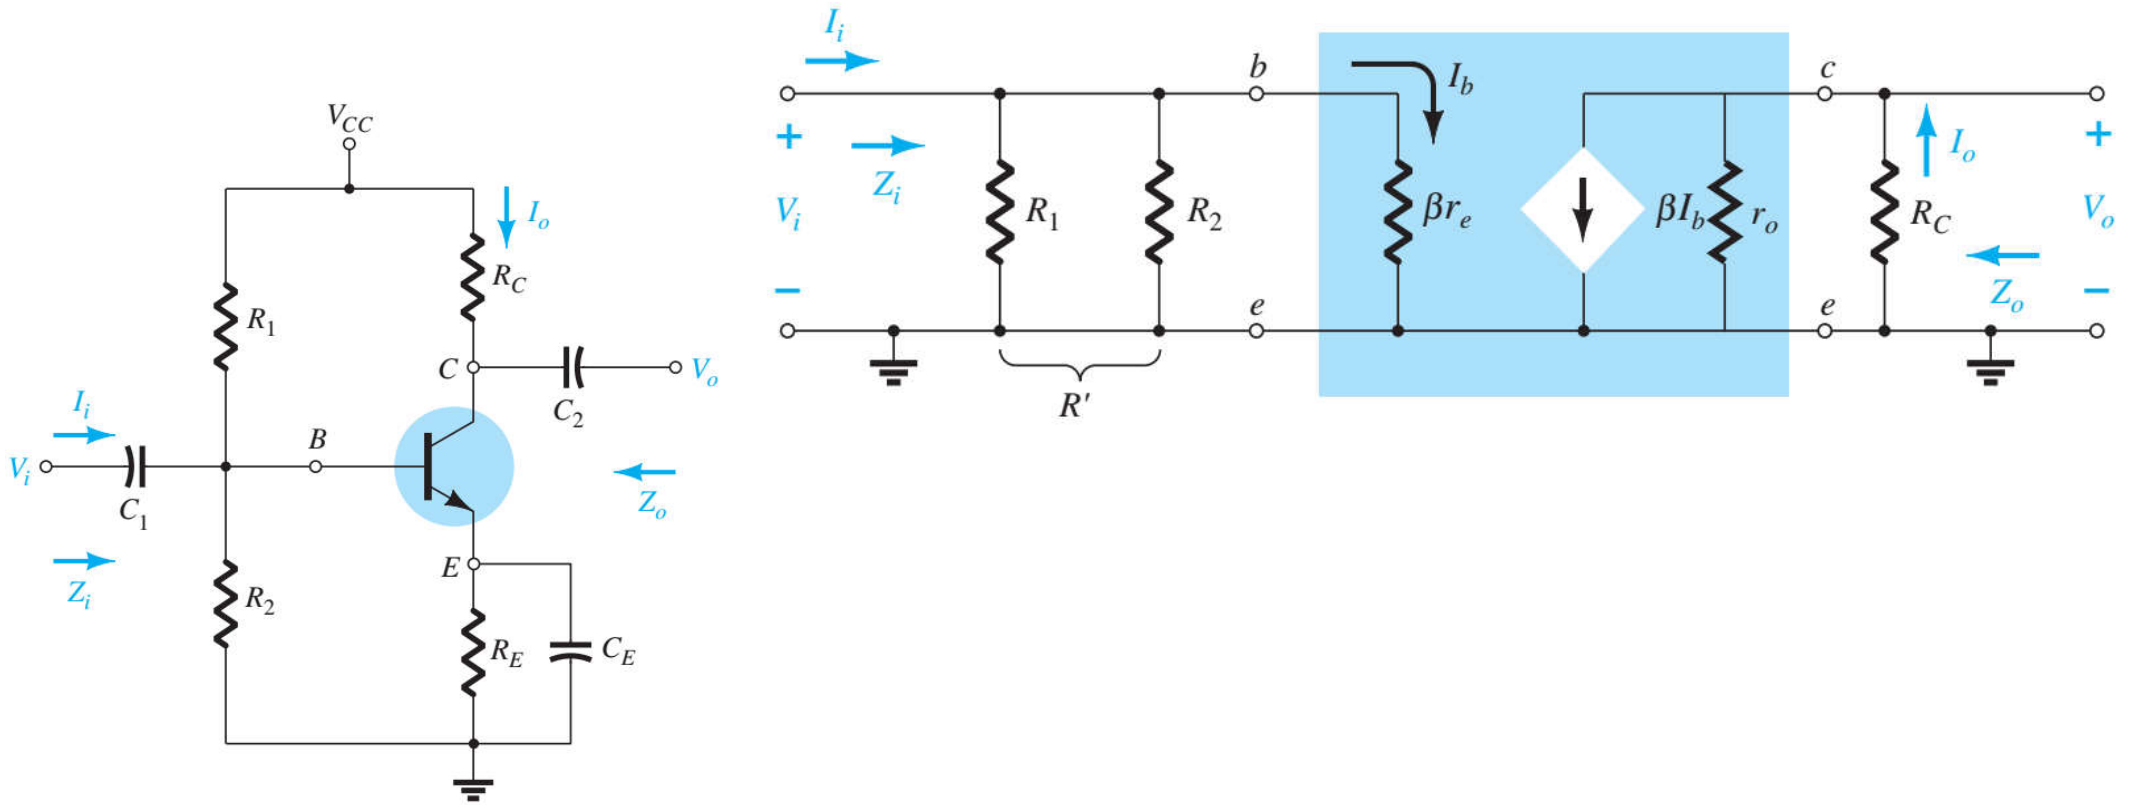 V_CC
I_o
R_C
R_1
C
V_o
C_2
I_i
B
V_i
C_1
Z_o
Z_i
E
R_2
R_E
C_E
I_i
b
I_b
c
+
Z_i
+
I_o
V_i
R_1
R_2
βr_e
βI_b
r_o
R_C
V_o
–
Z_o
–
e
e
R'